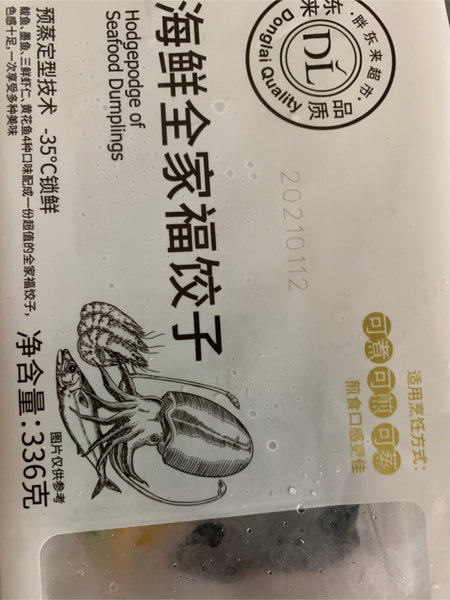 ·胖东来超市·
东来
DL
品质
Donglai Quality
适用烹饪方式：
可煮 可煎 可蒸
煎食口感更佳
20210112
海鲜全家福饺子
Hodgepodge of
Seafood Dumplings
预蒸定型技术 -35°C锁鲜
鲅鱼、墨鱼、三鲜虾仁、黄花鱼4种口味配成一份超值的全家福饺子，
色感十足，一次享受多种美味
图片仅供参考
净含量：336克